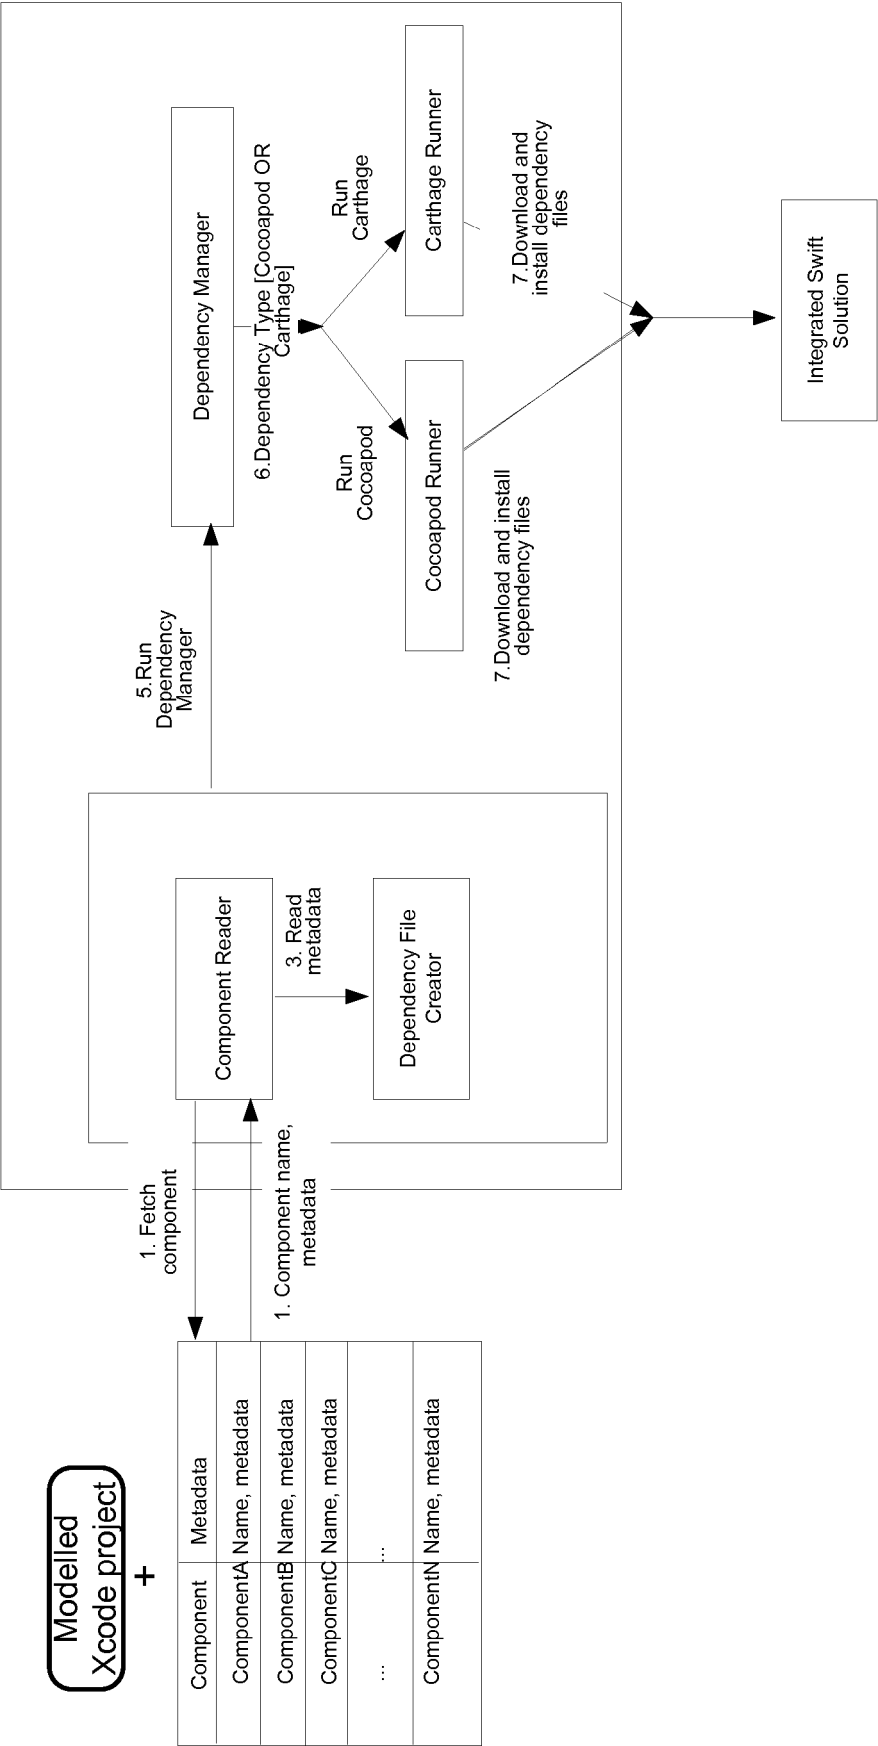 Modelled
Xcode project
+
Component
Metadata
ComponentA
Name, metadata
ComponentB
Name, metadata
ComponentC
Name, metadata
...
...
ComponentN
Name, metadata
1. Fetch
component
1. Component name,
metadata
Component Reader
3. Read
metadata
Dependency File
Creator
5.Run
Dependency
Manager
Dependency Manager
6.Dependency Type [Cocoapod OR
Carthage]
Run
Cocoapod
Run
Carthage
Cocoapod Runner
Carthage Runner
7.Download and install
dependency files
7.Download and
install dependency
files
Integrated Swift
Solution